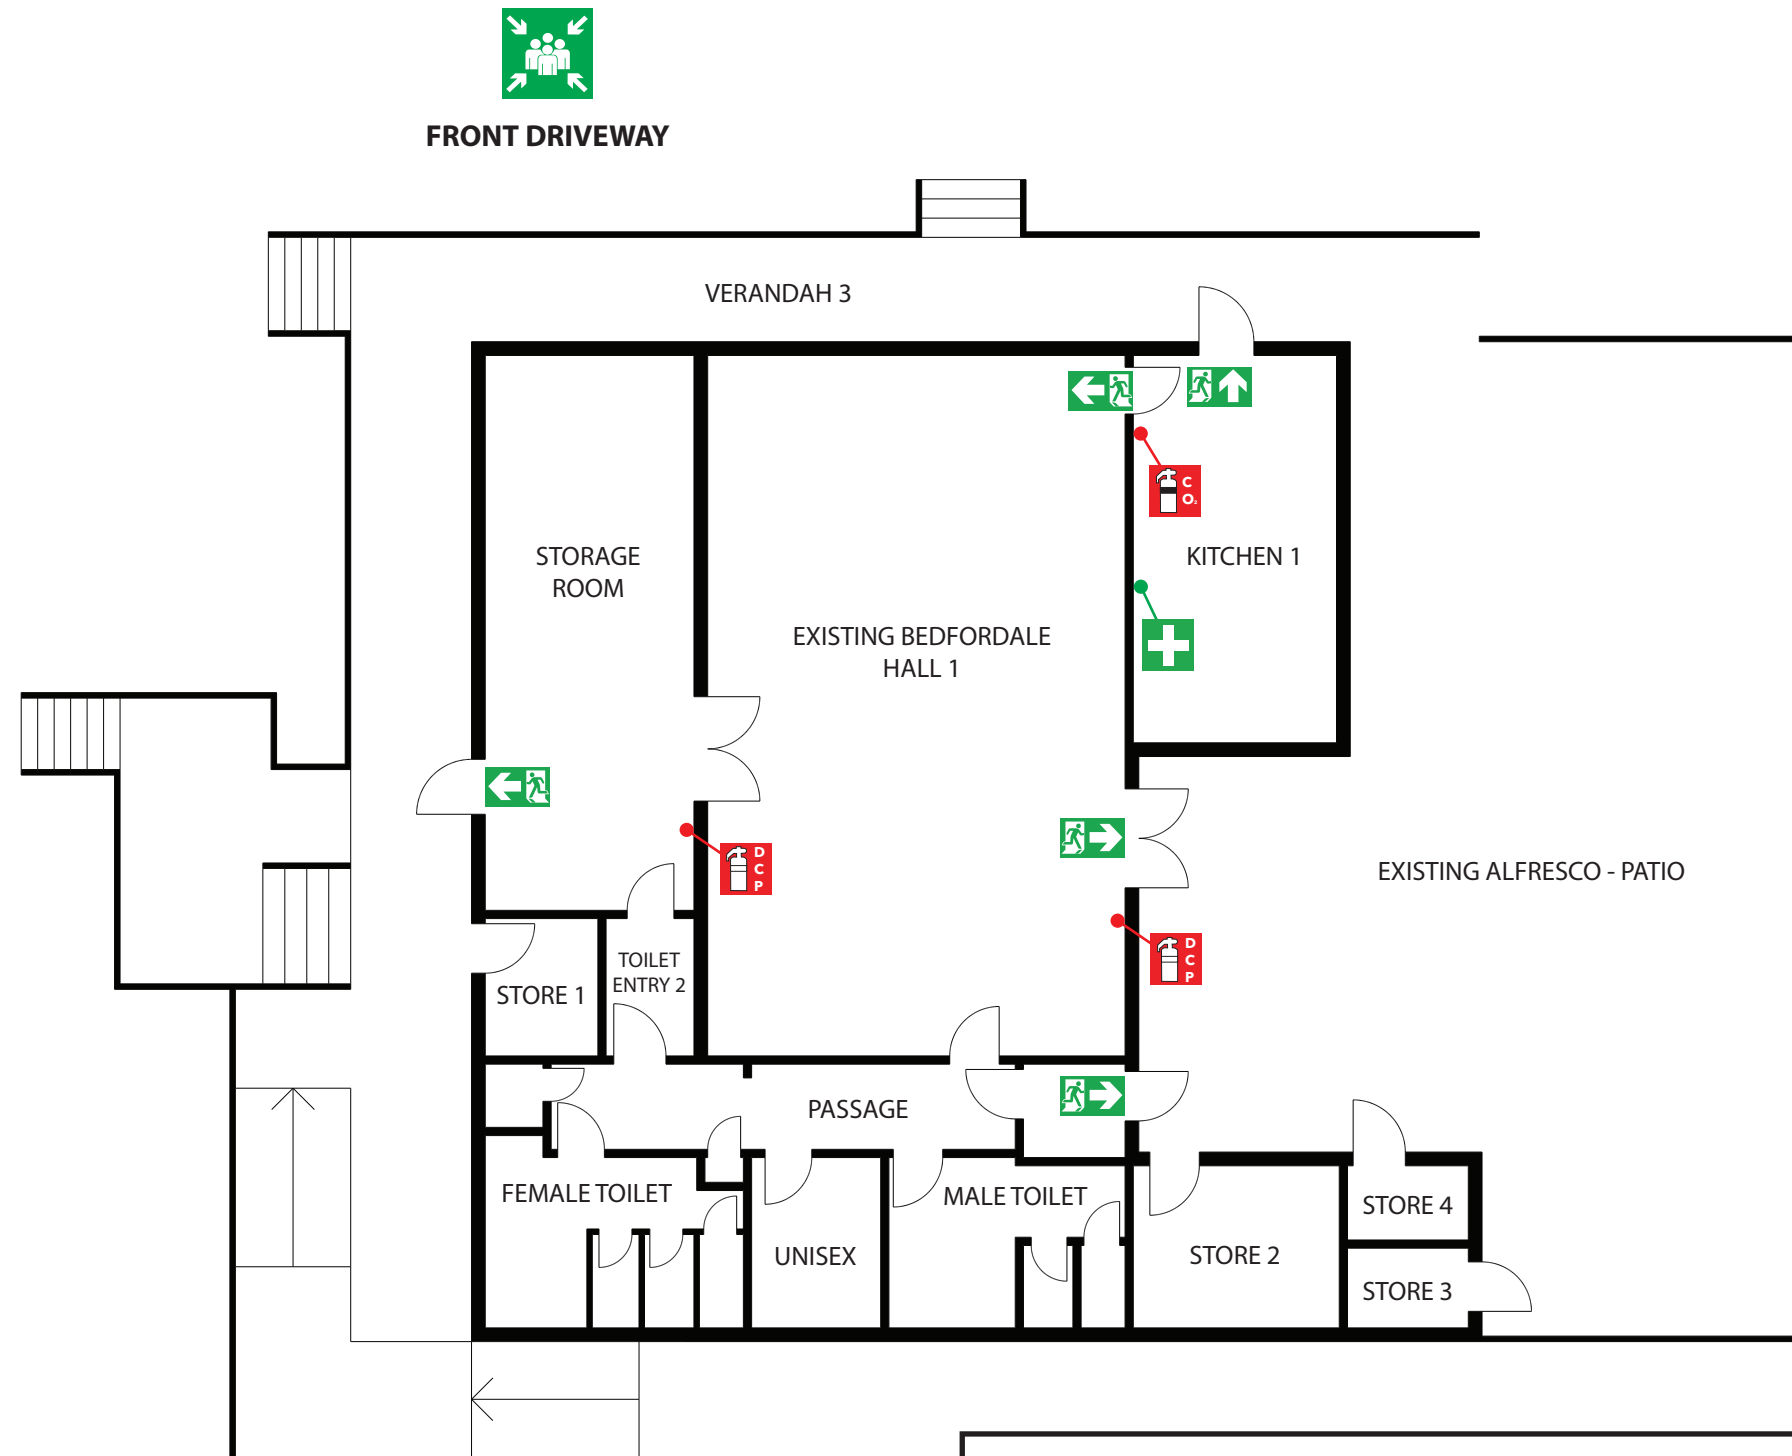 FRONT DRIVEWAY
VERANDAH 3
C
O₂
STORAGE
ROOM
KITCHEN 1
EXISTING BEDFORDALE
HALL 1
D
C
P
EXISTING ALFRESCO - PATIO
D
C
P
TOILET
ENTRY 2
STORE 1
PASSAGE
FEMALE TOILET
MALE TOILET
STORE 4
UNISEX
STORE 2
STORE 3